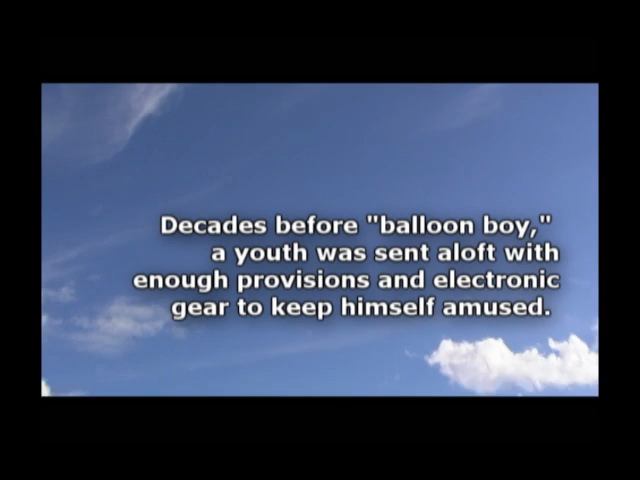 Decades before "balloon boy,"
a youth was sent aloft with
enough provisions and electronic
gear to keep himself amused.